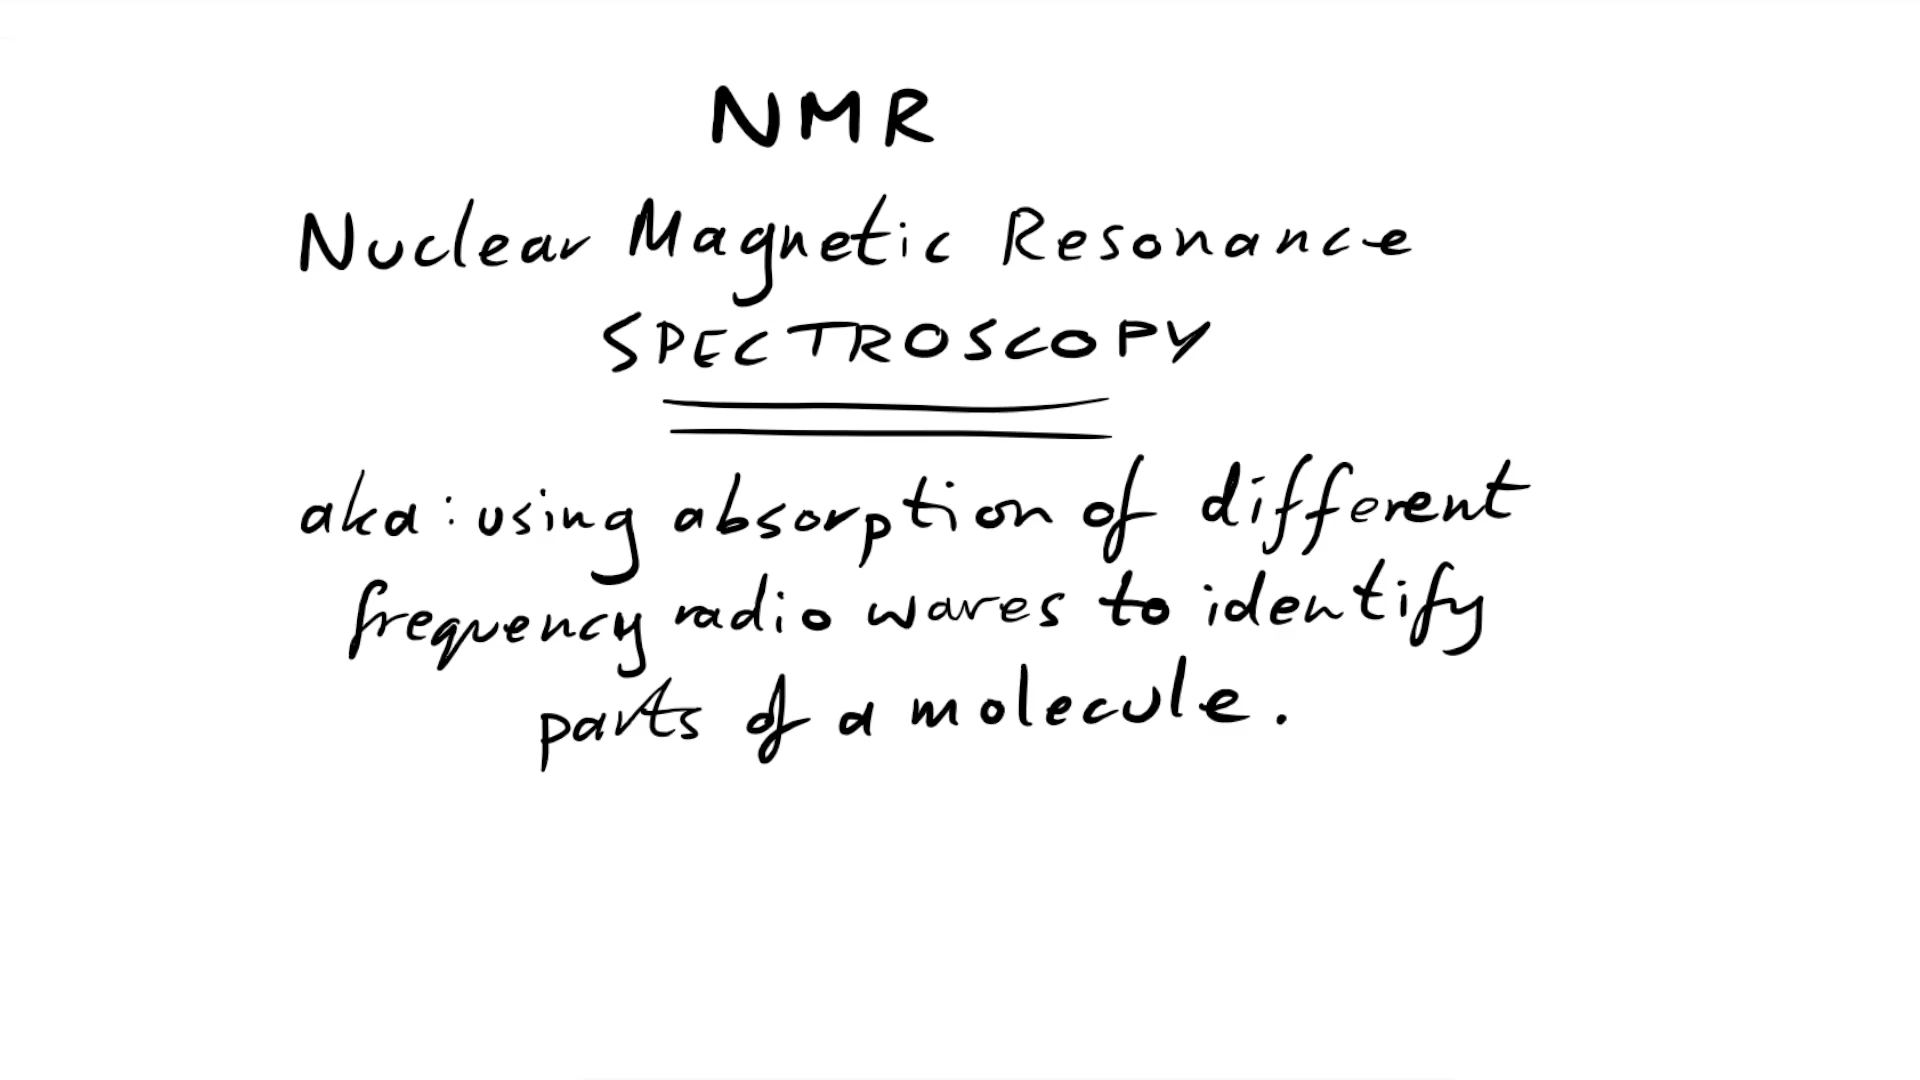 NMR
Nuclear Magnetic Resonance
SPECTROSCOPY
aka: using absorption of different
frequency radio waves to identify
parts of a molecule.